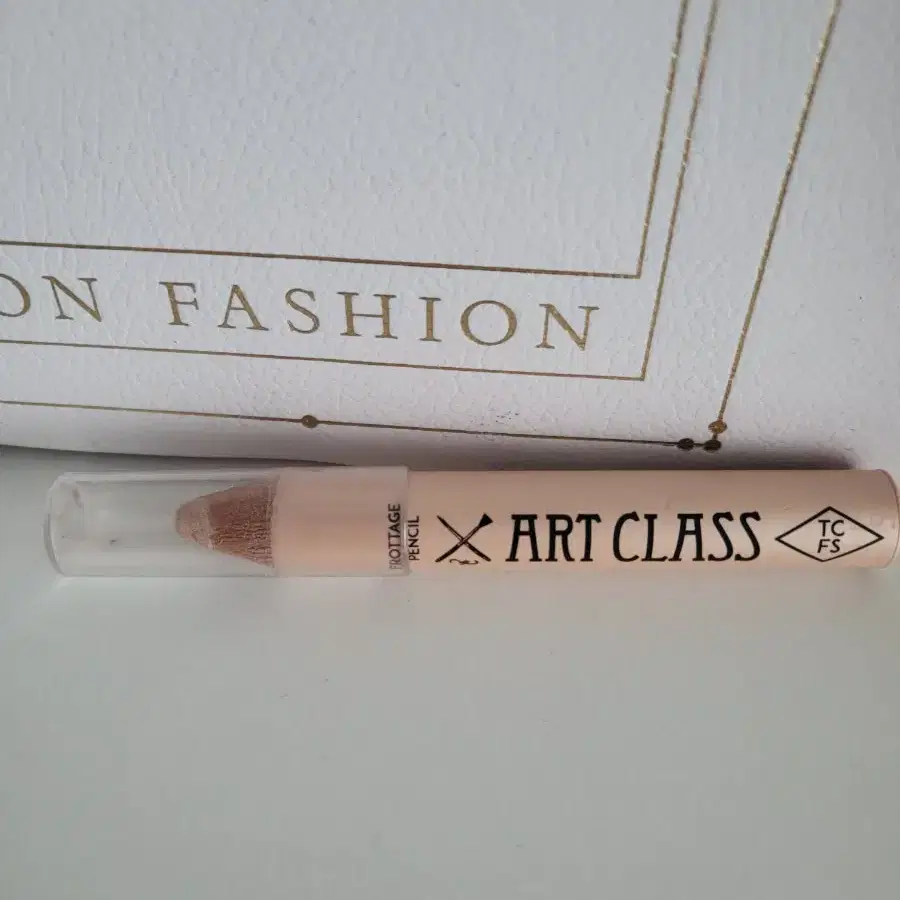 ON FASHION
FROTTAGE
PENCIL
ART CLASS
TC
FS